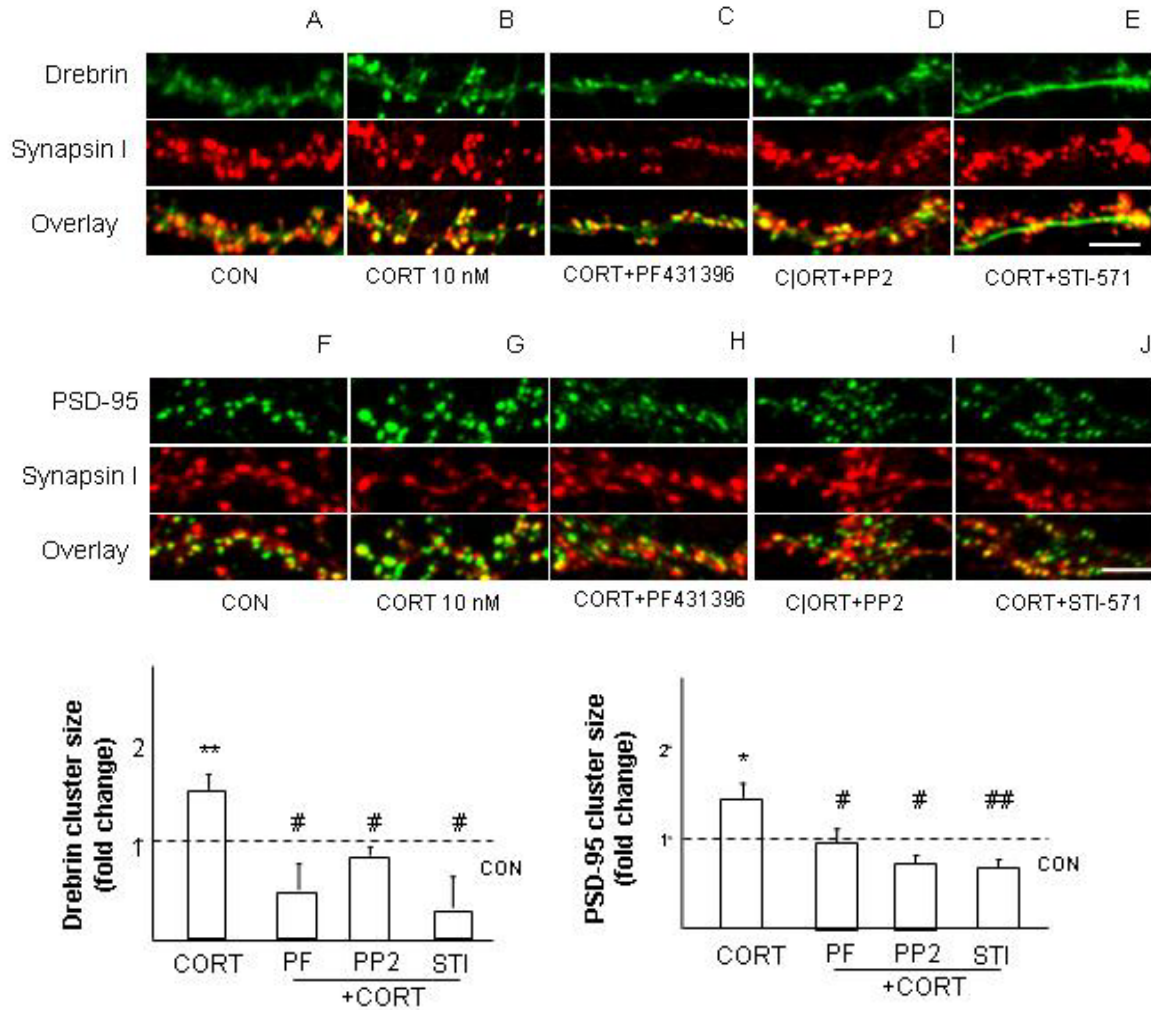 A B C D E
Drebrin
Synapsin I
Overlay
CON CORT 10 nM CORT+PF431396 C|ORT+PP2 CORT+STI-571
F G H I J
PSD-95
Synapsin I
Overlay
CON CORT 10 nM CORT+PF431396 C|ORT+PP2 CORT+STI-571
Drebrin cluster size
(fold change)
2
1
**
# # #
CON
CORT PF PP2 STI
+CORT
PSD-95 cluster size
(fold change)
2
1
*
# # ##
CON
CORT PF PP2 STI
+CORT